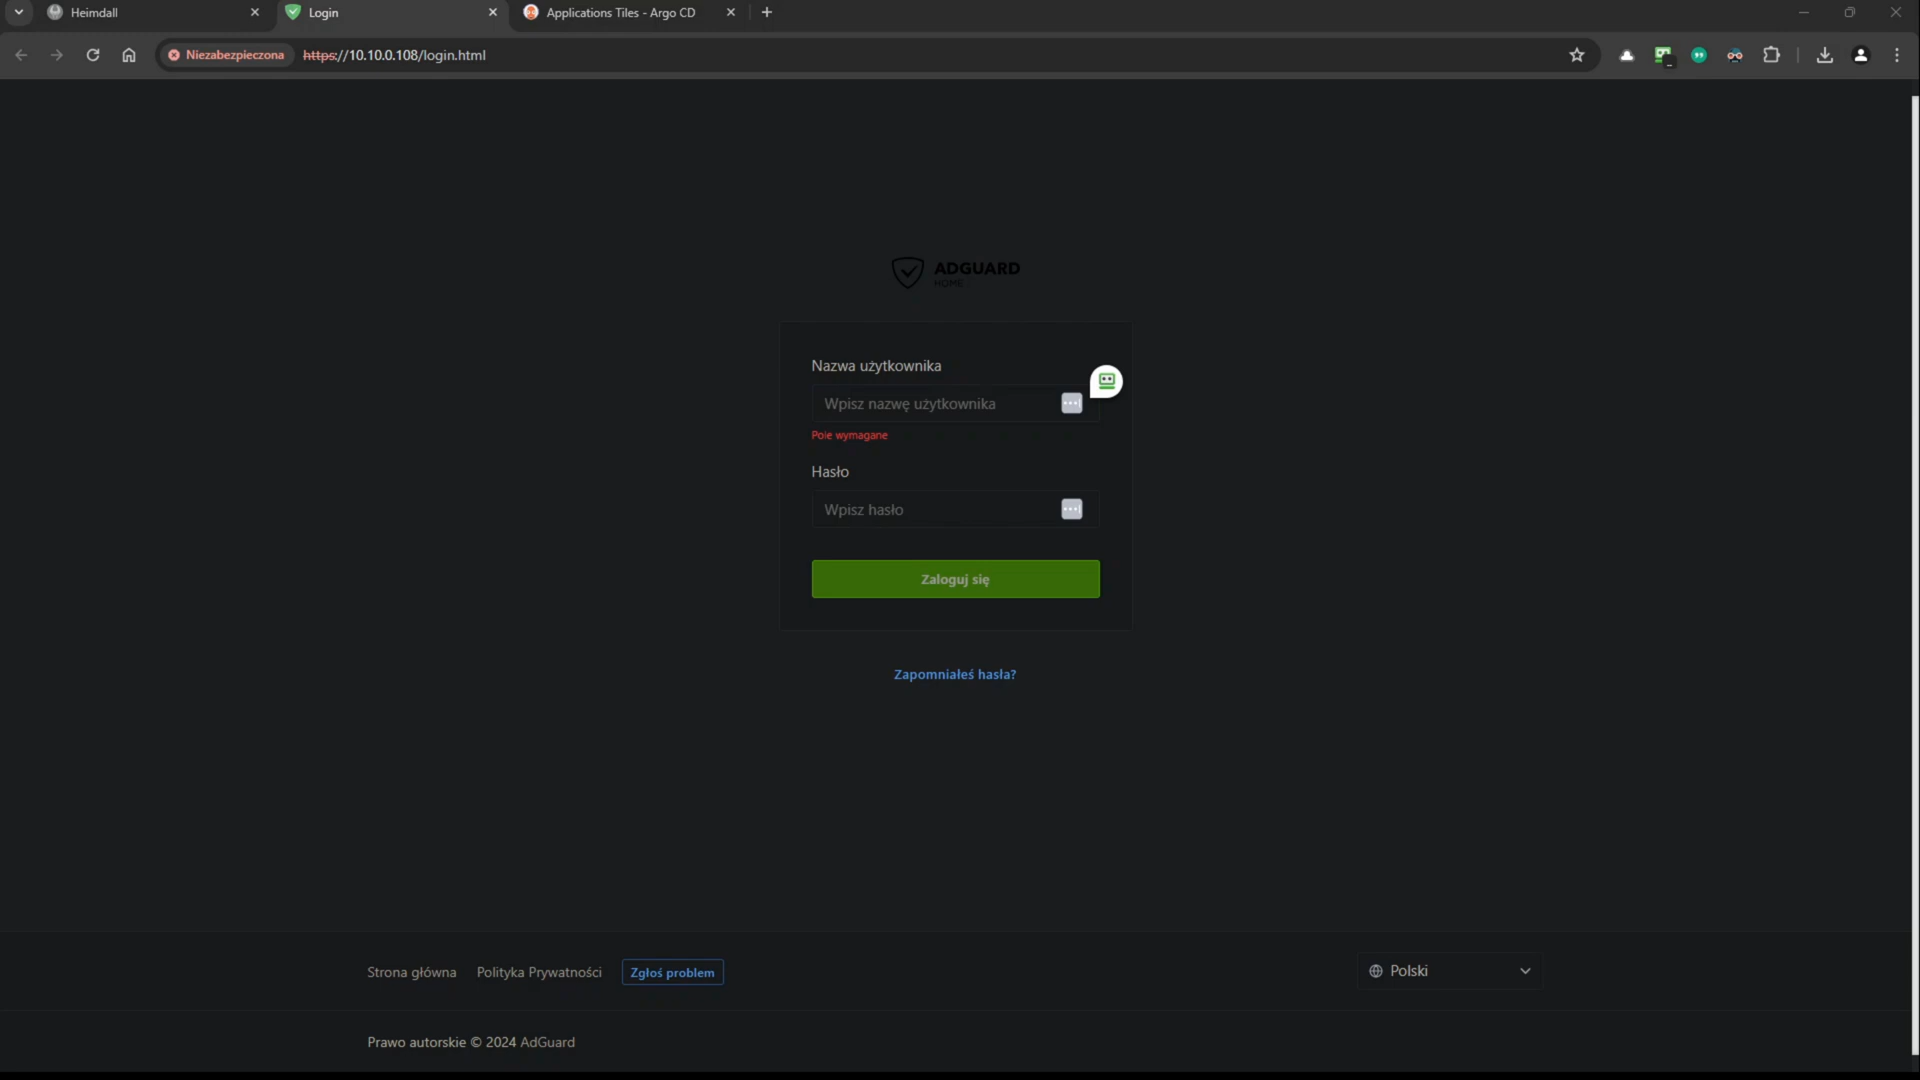 Heimdall
Login
Applications Tiles - Argo CD
Niezabezpieczona
https://10.10.0.108/login.html
ADGUARD
HOME
Nazwa użytkownika
Wpisz nazwę użytkownika
Pole wymagane
Hasło
Wpisz hasło
Zaloguj się
Zapomniałeś hasła?
Strona główna
Polityka Prywatności
Zgłoś problem
Polski
Prawo autorskie © 2024 AdGuard